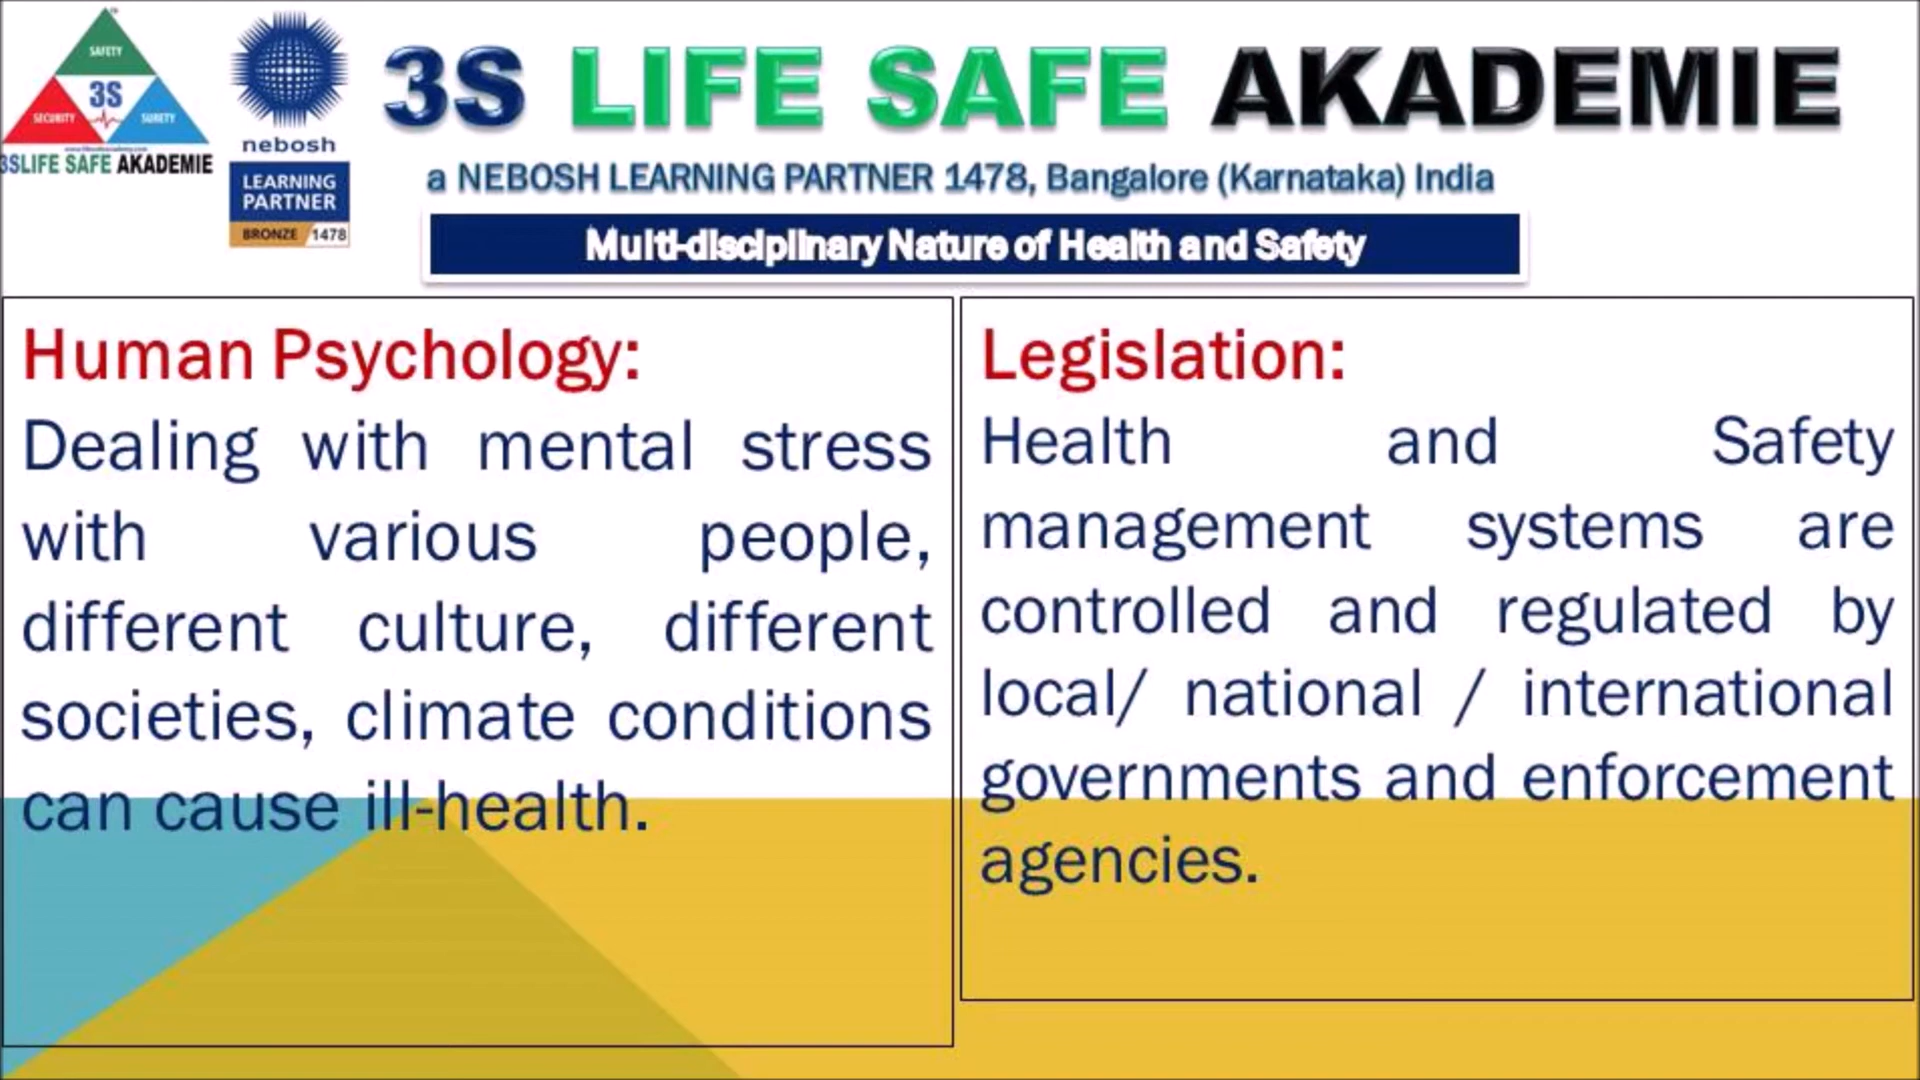 SAFETY
3S
SECURITY
SURETY
3SLIFE SAFE AKADEMIE
nebosh
LEARNING
PARTNER
BRONZE 1478
3S LIFE SAFE AKADEMIE
a NEBOSH LEARNING PARTNER 1478, Bangalore (Karnataka) India
Multi-disciplinary Nature of Health and Safety
Human Psychology:
Dealing with mental stress
with various people,
different culture, different
societies, climate conditions
can cause ill-health.
Legislation:
Health and Safety
management systems are
controlled and regulated by
local/ national / international
governments and enforcement
agencies.